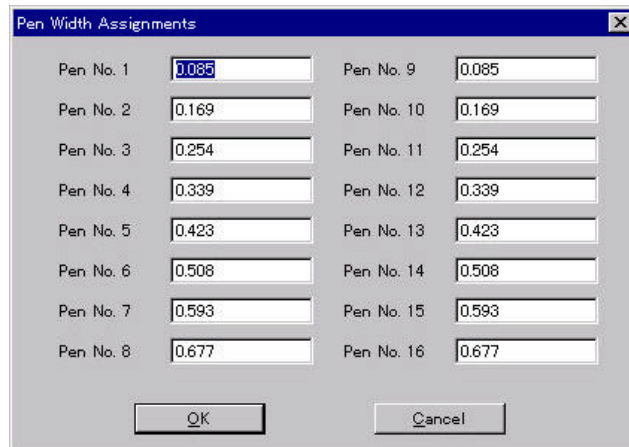 Pen Width Assignments
Pen No. 1 0.085 Pen No. 9 0.085
Pen No. 2 0.169 Pen No. 10 0.169
Pen No. 3 0.254 Pen No. 11 0.254
Pen No. 4 0.339 Pen No. 12 0.339
Pen No. 5 0.423 Pen No. 13 0.423
Pen No. 6 0.508 Pen No. 14 0.508
Pen No. 7 0.593 Pen No. 15 0.593
Pen No. 8 0.677 Pen No. 16 0.677
OK Cancel